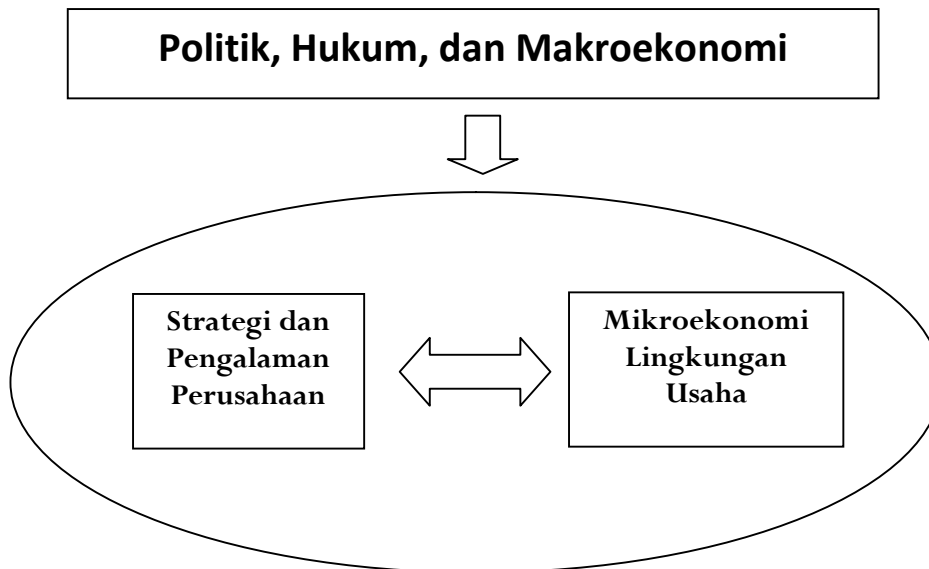 Politik, Hukum, dan Makroekonomi
Strategi dan
Pengalaman
Perusahaan
Mikroekonomi
Lingkungan
Usaha